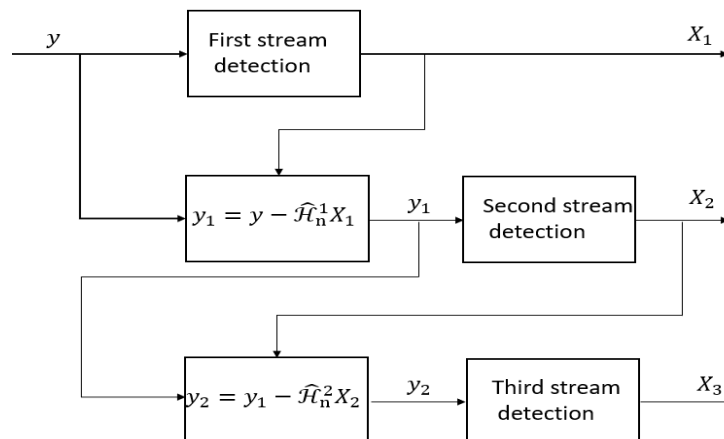 y
First stream
detection
X₁
y₁ = y − ℋ̂ₙ¹X₁
y₁
Second stream
detection
X₂
y₂ = y₁ − ℋ̂ₙ²X₂
y₂
Third stream
detection
X₃